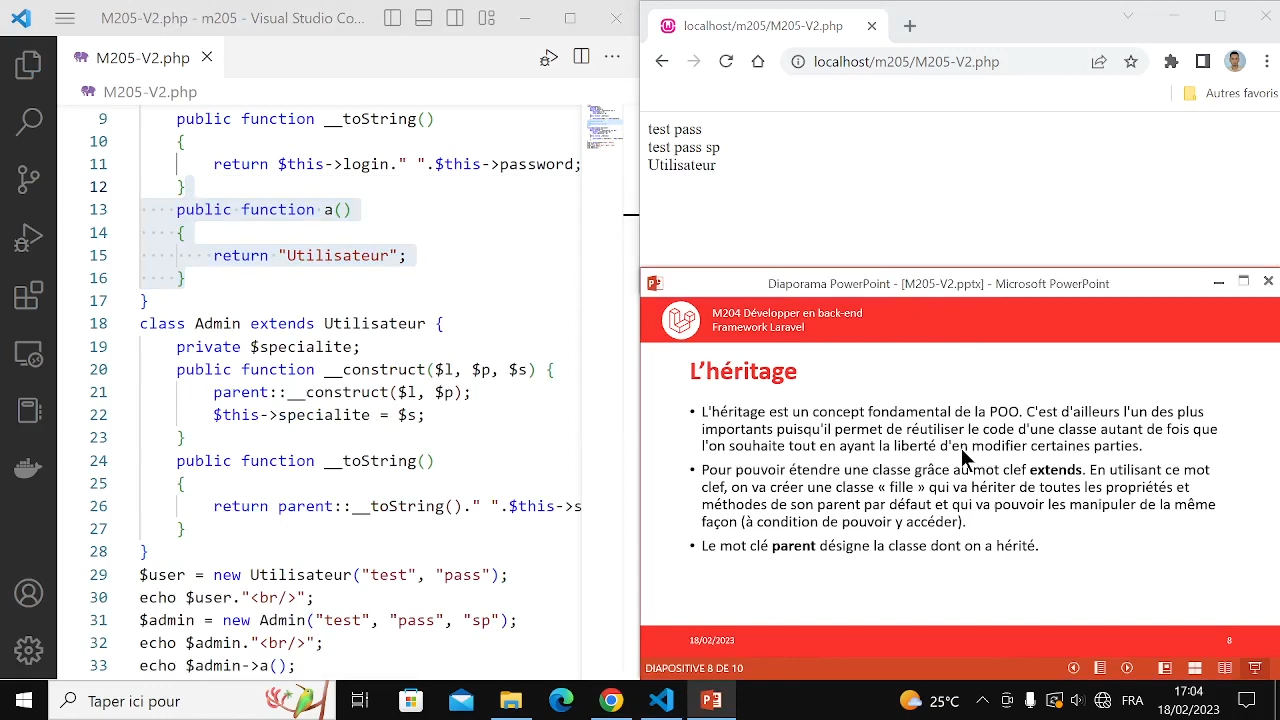 M205-V2.php - m205 - Visual Studio Co...
M205-V2.php
M205-V2.php
9 public function __toString()
10 {
11 return $this->login." ".$this->password;
12 }
13 public function a()
14 {
15 return "Utilisateur";
16 }
17 }
18 class Admin extends Utilisateur {
19 private $specialite;
20 public function __construct($l, $p, $s) {
21 parent::__construct($l, $p);
22 $this->specialite = $s;
23 }
24 public function __toString()
25 {
26 return parent::__toString()." ".$this->s
27 }
28 }
29 $user = new Utilisateur("test", "pass");
30 echo $user."<br/>";
31 $admin = new Admin("test", "pass", "sp");
32 echo $admin."<br/>";
33 echo $admin->a();
localhost/m205/M205-V2.php
localhost/m205/M205-V2.php
Autres favoris
test pass
test pass sp
Utilisateur
Diaporama PowerPoint - [M205-V2.pptx] - Microsoft PowerPoint
M204 Développer en back-end
Framework Laravel
L'héritage
• L'héritage est un concept fondamental de la POO. C'est d'ailleurs l'un des plus
importants puisqu'il permet de réutiliser le code d'une classe autant de fois que
l'on souhaite tout en ayant la liberté d'en modifier certaines parties.
• Pour pouvoir étendre une classe grâce au mot clef extends. En utilisant ce mot
clef, on va créer une classe « fille » qui va hériter de toutes les propriétés et
méthodes de son parent par défaut et qui va pouvoir les manipuler de la même
façon (à condition de pouvoir y accéder).
• Le mot clé parent désigne la classe dont on a hérité.
18/02/2023 8
DIAPOSITIVE 8 DE 10
Taper ici pour
25°C
FRA
17:04
18/02/2023